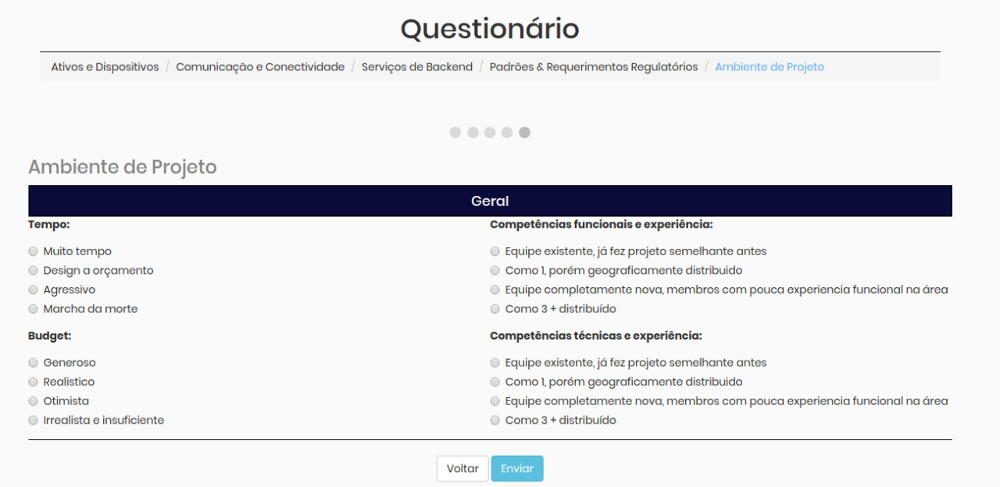 Questionário
Ativos e Dispositivos / Comunicação e Conectividade / Serviços de Backend / Padrões & Requerimentos Regulatórios / Ambiente de Projeto
Ambiente de Projeto
Geral
Tempo:
Muito tempo
Design a orçamento
Agressivo
Marcha da morte
Budget:
Generoso
Realistico
Otimista
Irrealista e insuficiente
Competências funcionais e experiência:
Equipe existente, já fez projeto semelhante antes
Como 1, porém geograficamente distribuido
Equipe completamente nova, membros com pouca experiencia funcional na área
Como 3 + distribuído
Competências técnicas e experiência:
Equipe existente, já fez projeto semelhante antes
Como 1, porém geograficamente distribuido
Equipe completamente nova, membros com pouca experiencia funcional na área
Como 3 + distribuído
Voltar Enviar